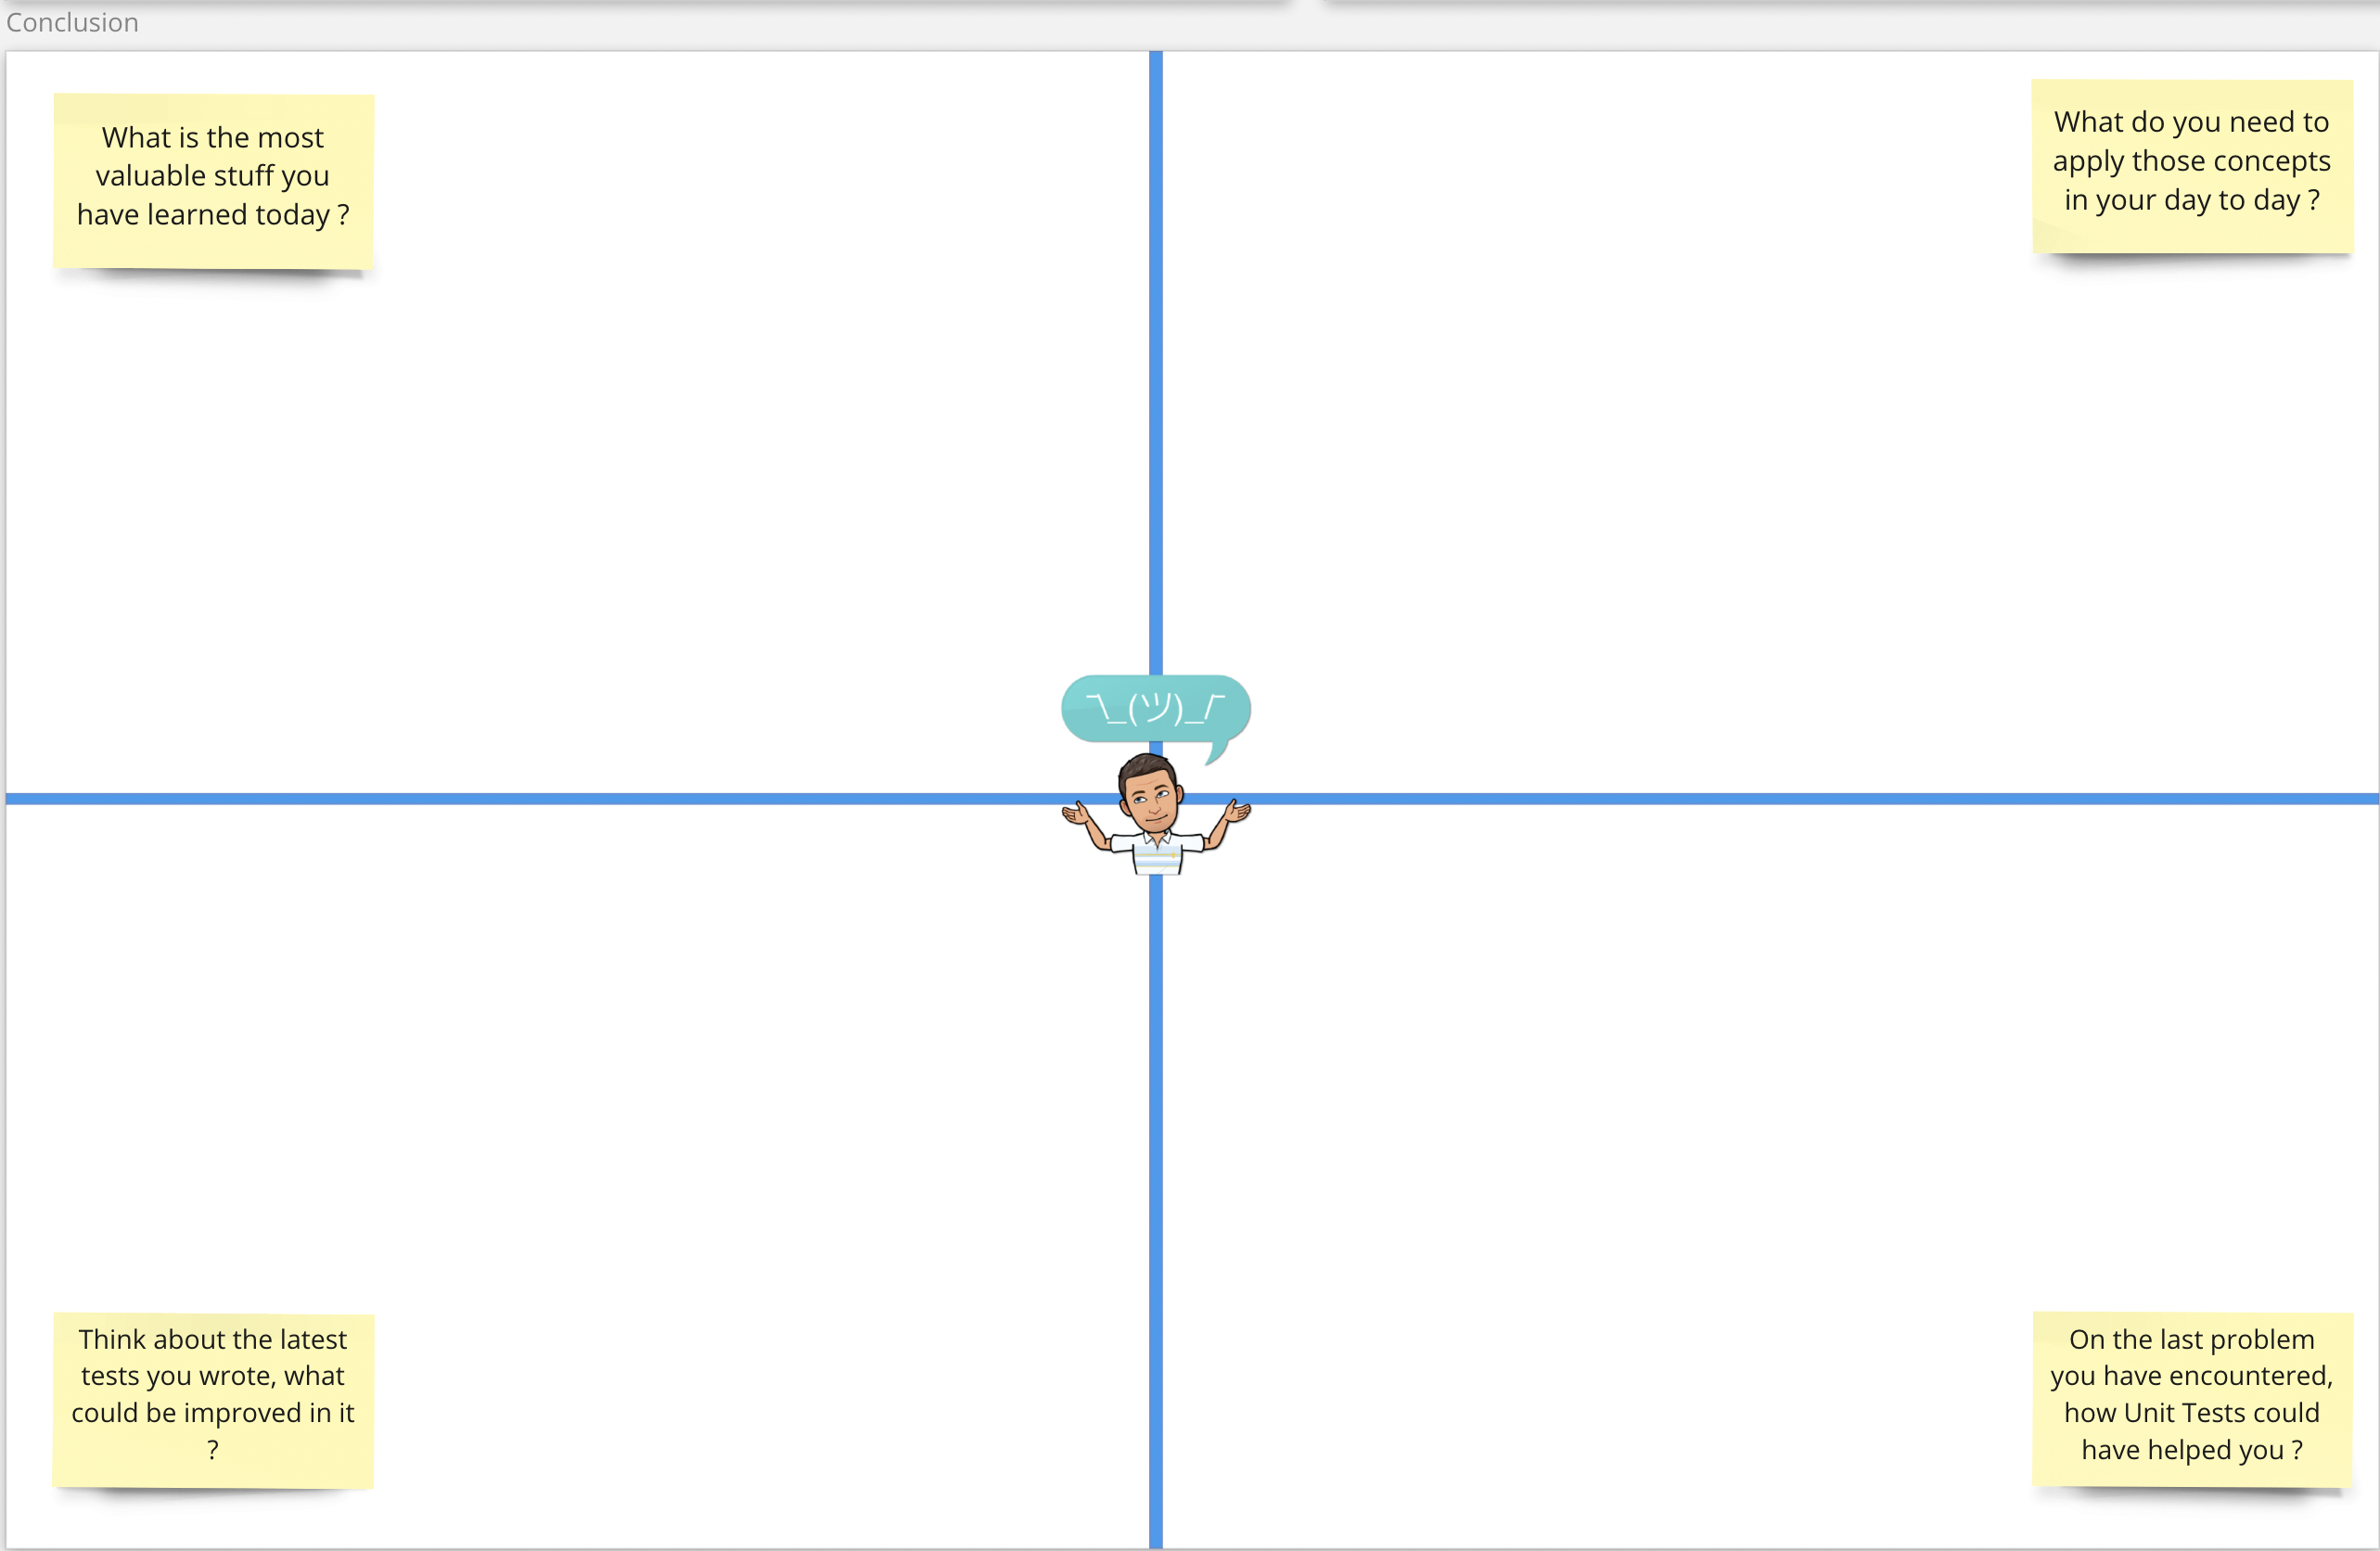 Conclusion
What is the most
valuable stuff you
have learned today ?
What do you need to
apply those concepts
in your day to day ?
¯\_(ツ)_/¯
Think about the latest
tests you wrote, what
could be improved in it
?
On the last problem
you have encountered,
how Unit Tests could
have helped you ?